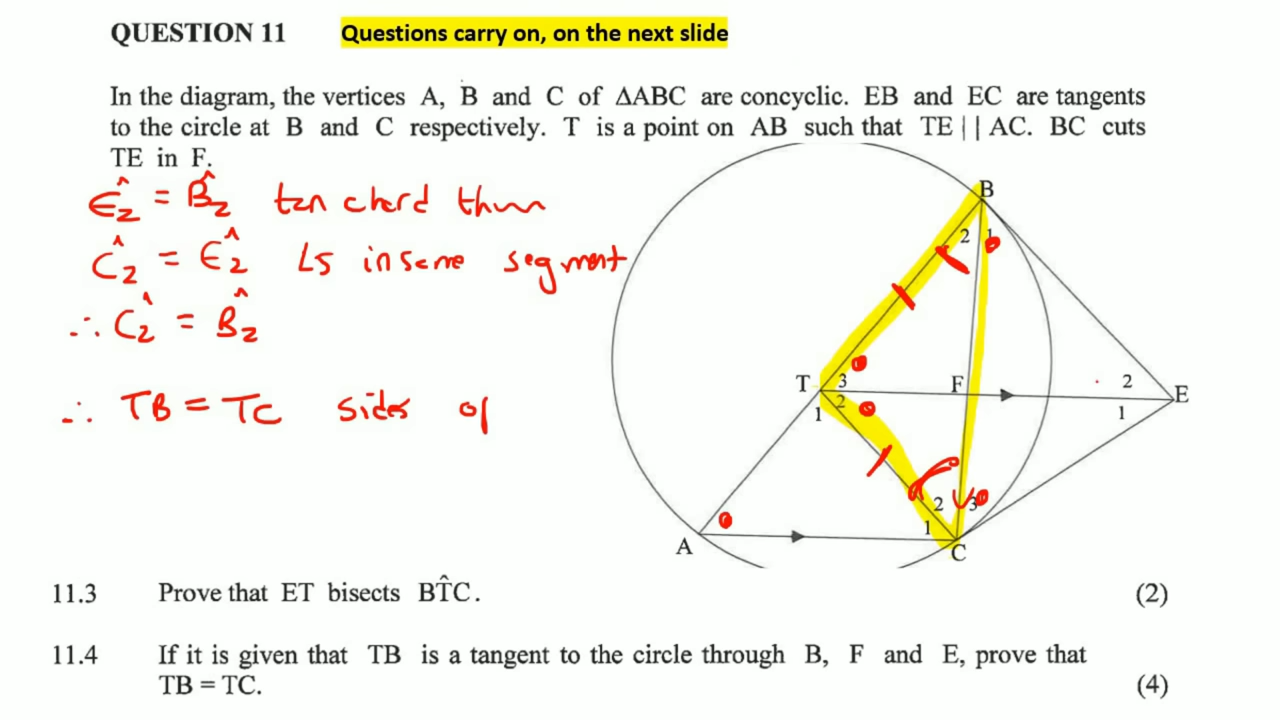 QUESTION 11 Questions carry on, on the next slide
In the diagram, the vertices A, B and C of ΔABC are concyclic. EB and EC are tangents
to the circle at B and C respectively. T is a point on AB such that TE || AC. BC cuts
TE in F.
Ê₂ = B̂₂ tan chord thm
Ĉ₂ = Ê₂ ∠s in same segment
∴ Ĉ₂ = B̂₂
∴ TB = TC sides of
B
2 1
T 3 F 2 E
1 2 1
2 3
1
A C
11.3 Prove that ET bisects BT̂C. (2)
11.4 If it is given that TB is a tangent to the circle through B, F and E, prove that
TB = TC. (4)